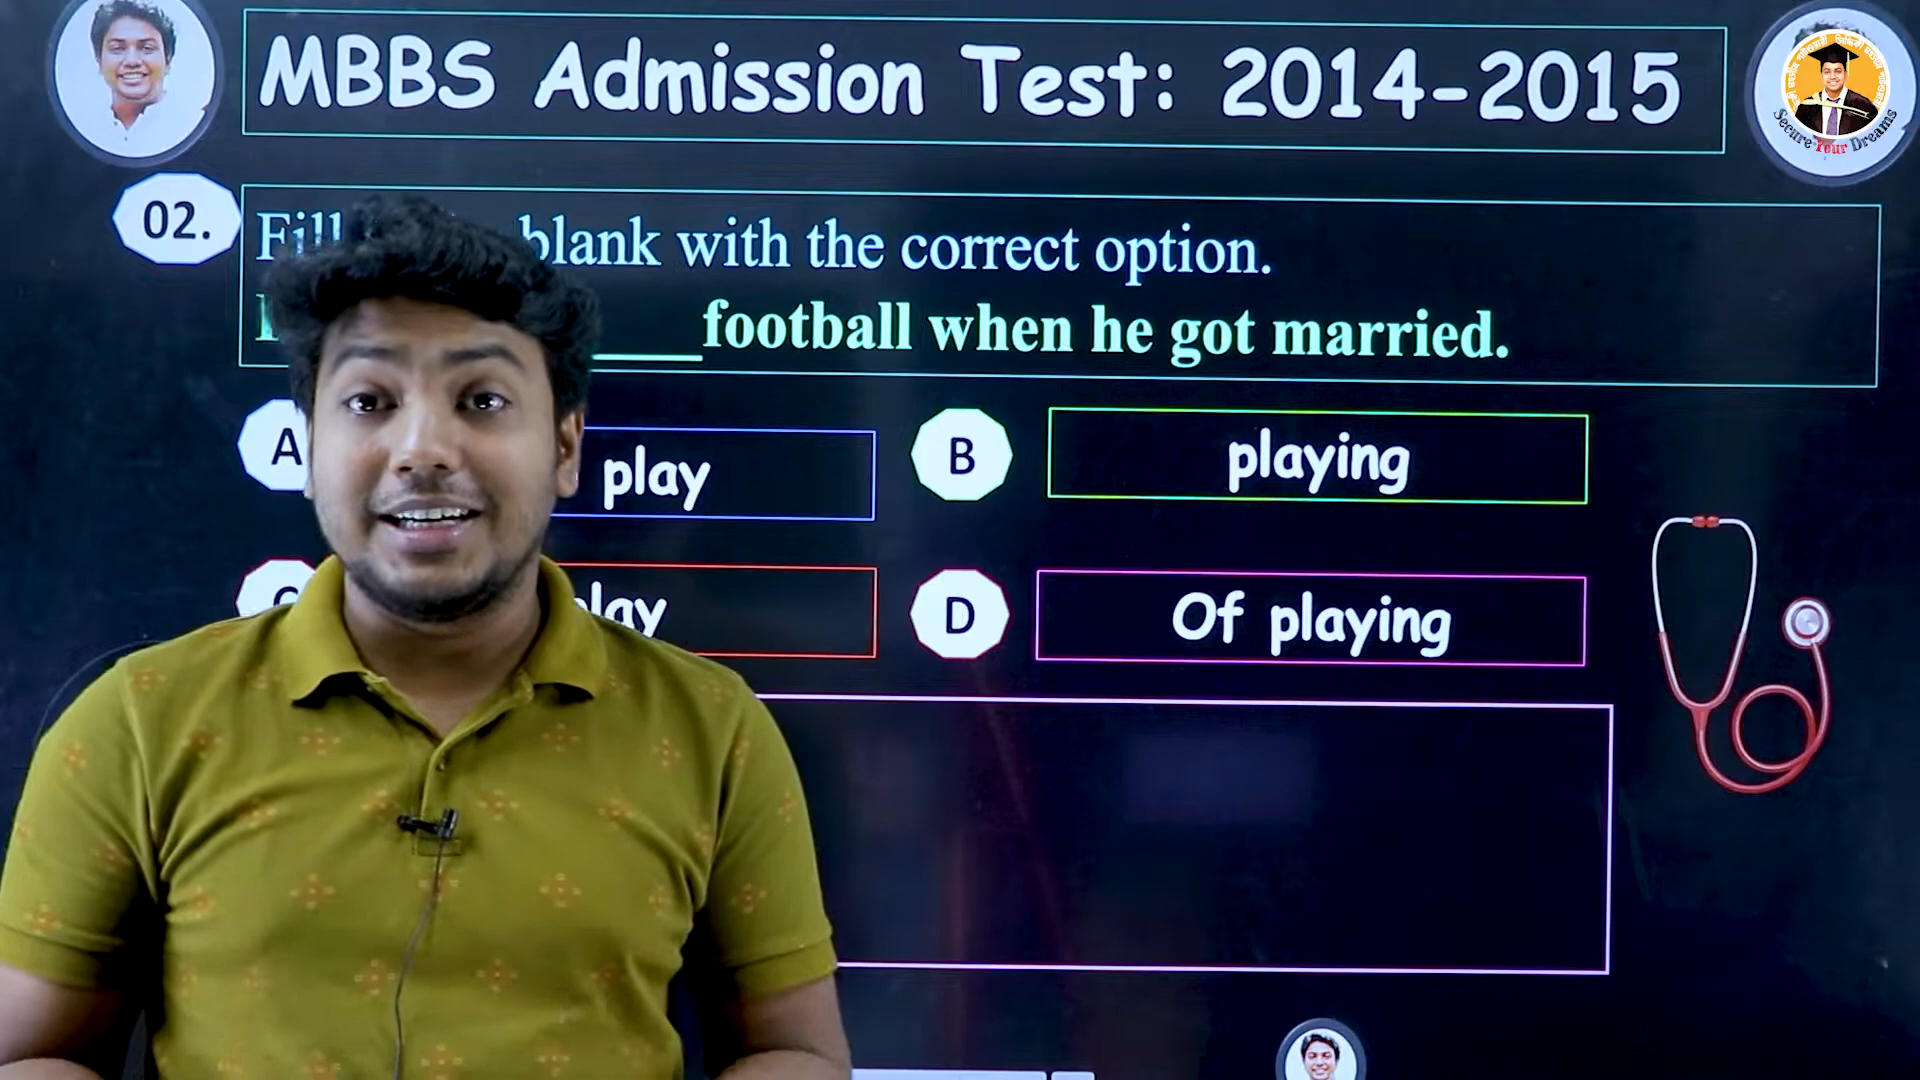 MBBS Admission Test: 2014-2015
Secure Your Dreams
02.
Fill blank with the correct option.
football when he got married.
A play
B playing
D Of playing